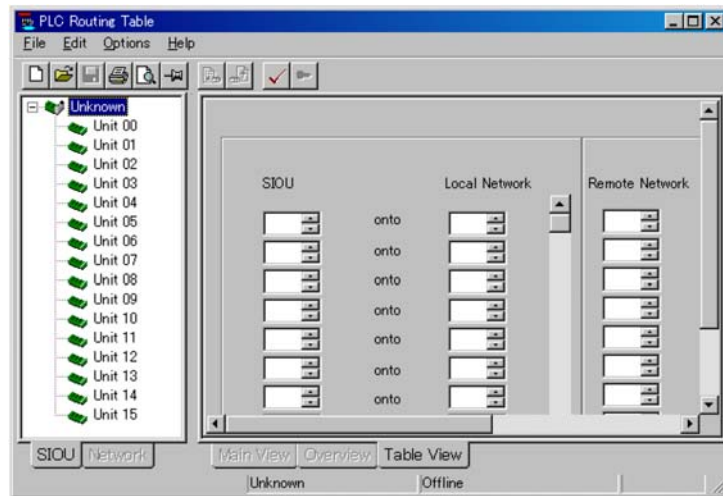 PLC Routing Table
File Edit Options Help
Unknown
Unit 00
Unit 01
Unit 02
Unit 03
Unit 04
Unit 05
Unit 06
Unit 07
Unit 08
Unit 09
Unit 10
Unit 11
Unit 12
Unit 13
Unit 14
Unit 15
SIOU Network
SIOU Local Network Remote Network
onto
onto
onto
onto
onto
onto
onto
Main View Overview Table View
Unknown Offline